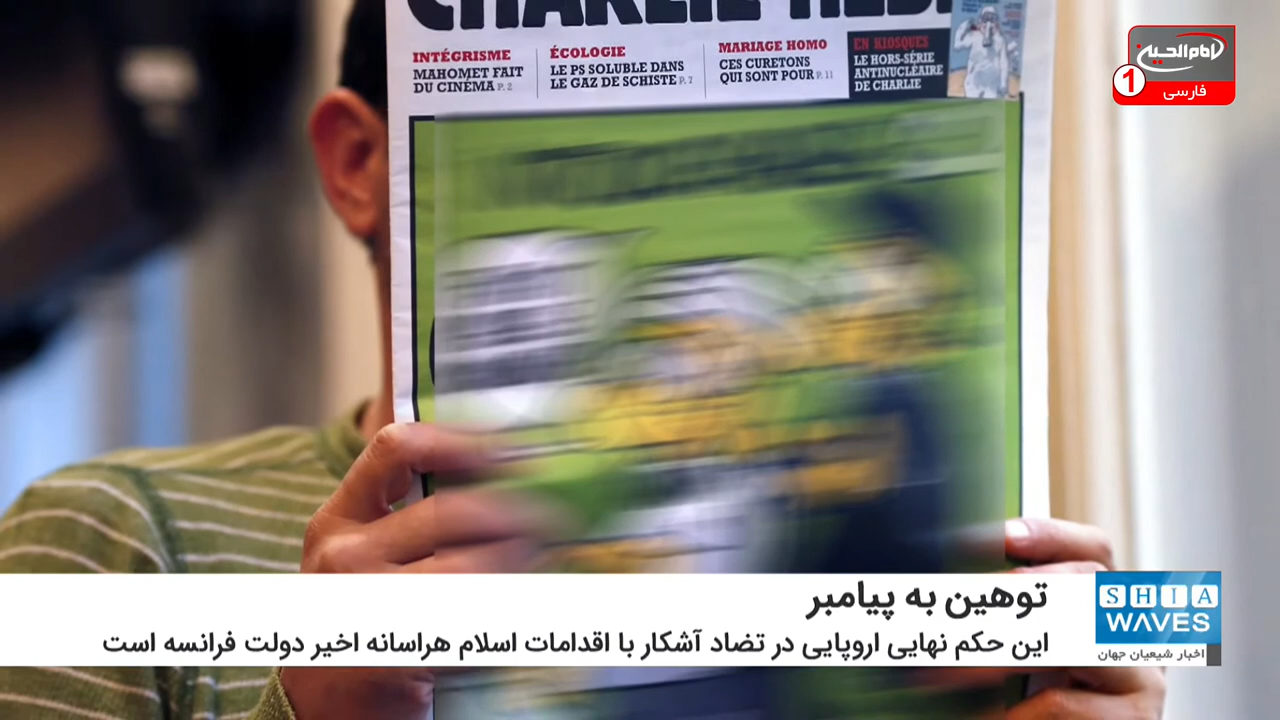 CHARLIE HEB
INTÉGRISME
MAHOMET FAIT
DU CINÉMA P. 2
ÉCOLOGIE
LE PS SOLUBLE DANS
LE GAZ DE SCHISTE P. 7
MARIAGE HOMO
CES CURETONS
QUI SONT POUR P. 11
EN KIOSQUES
LE HORS-SÉRIE
ANTINUCLÉAIRE
DE CHARLIE
امام الحسین
1
فارسی
توهین به پیامبر
این حکم نهایی اروپایی در تضاد آشکار با اقدامات اسلام هراسانه اخیر دولت فرانسه است
SHIA
WAVES
اخبار شیعیان جهان